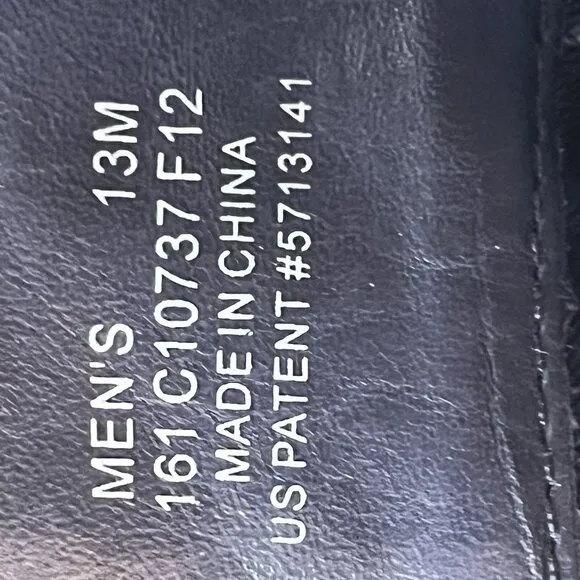 MEN'S 13M
161 C10737 F12
MADE IN CHINA
US PATENT #5713141